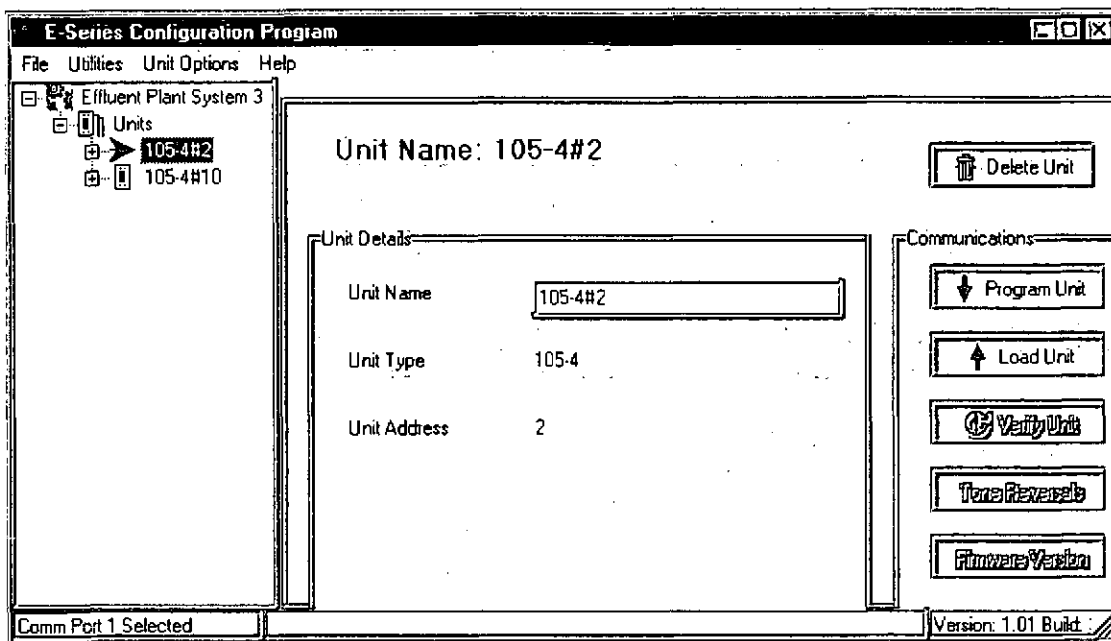 E-Series Configuration Program
File Utilities Unit Options Help
Effluent Plant System 3
Units
105-4#2
105-4#10
Unit Name: 105-4#2
Delete Unit
Unit Details
Unit Name 105-4#2
Unit Type 105-4
Unit Address 2
Communications
Program Unit
Load Unit
Verify Unit
Tone Reversals
Firmware Version
Comm Port 1 Selected
Version: 1.01 Build: